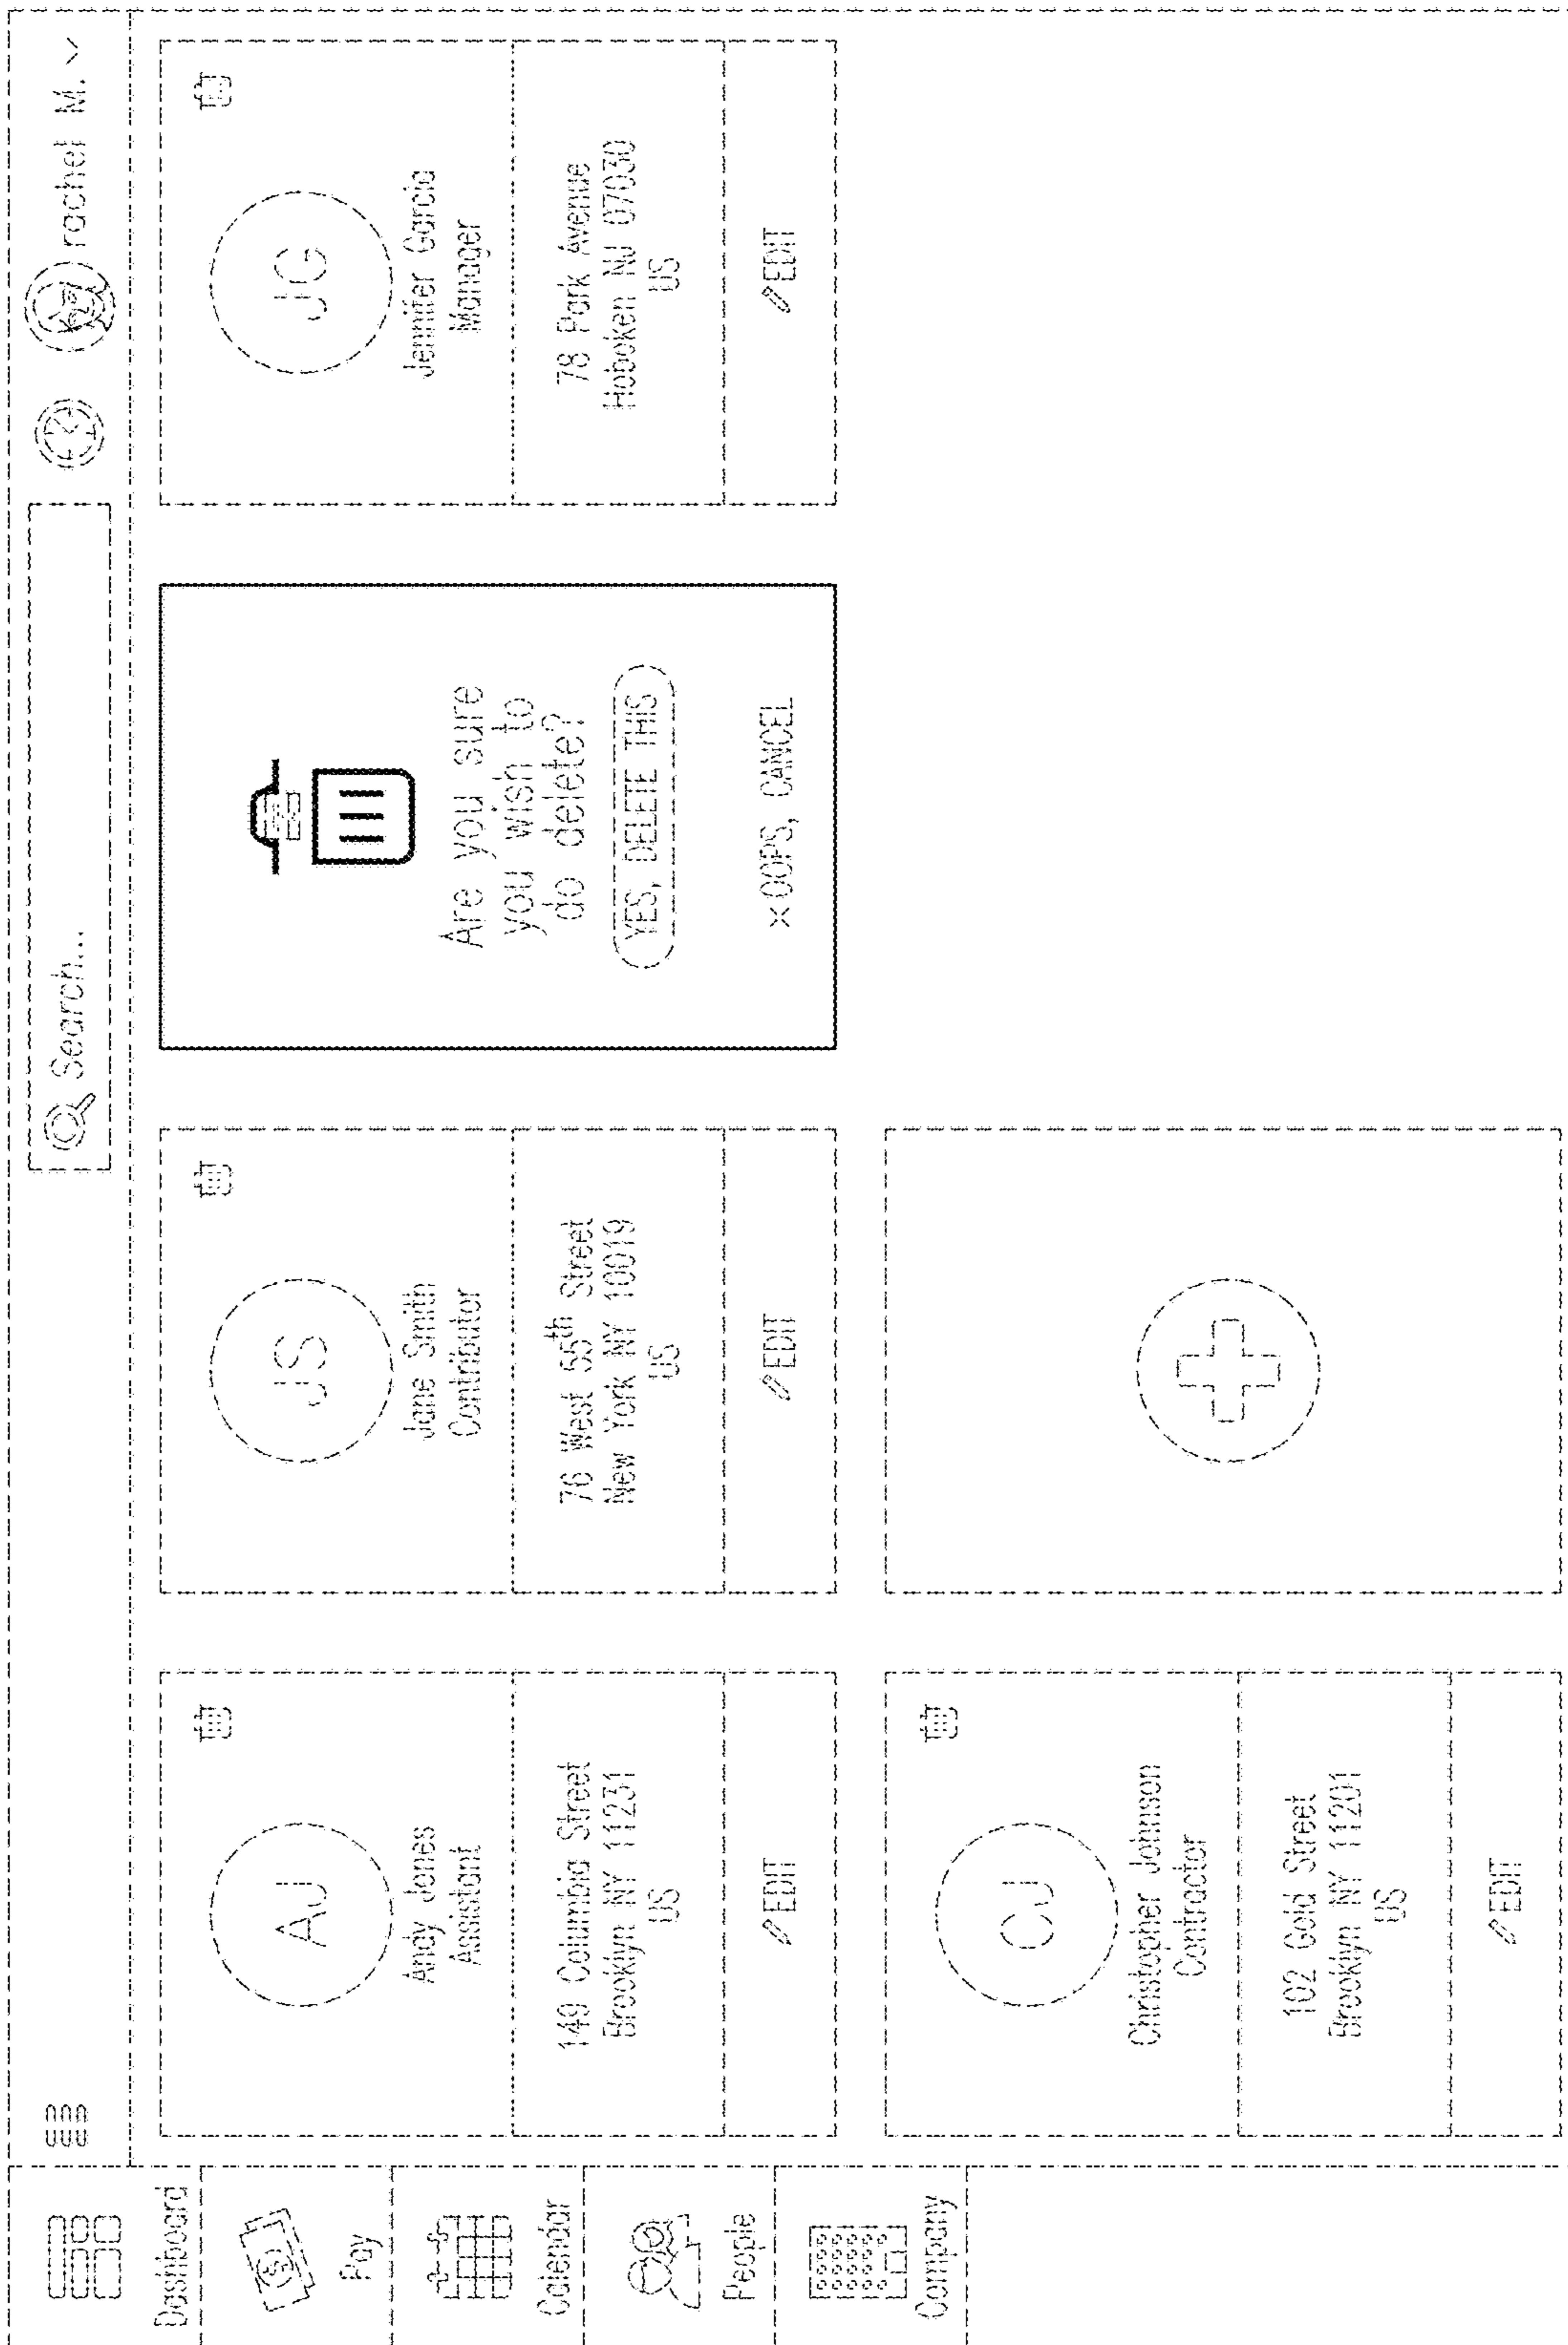 Search...
rachel M.
Dashboard
Pay
Calendar
People
Company
AJ
Andy Jones
Assistant
149 Columbia Street
Brooklyn NY 11231
US
EDIT
JS
Jane Smith
Contributor
76 West 55th Street
New York NY 10019
US
EDIT
Are you sure
you wish to
do delete?
YES, DELETE THIS
×OOPS, CANCEL
JG
Jennifer Garcia
Manager
78 Park Avenue
Hoboken NJ 07030
US
EDIT
CJ
Christopher Johnson
Contractor
102 Gold Street
Brooklyn NY 11201
US
EDIT